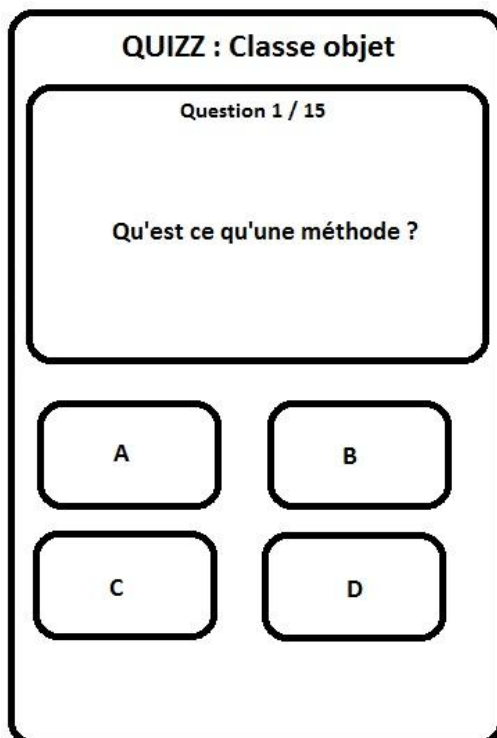 QUIZZ : Classe objet
Question 1 / 15
Qu'est ce qu'une méthode ?
A
B
C
D